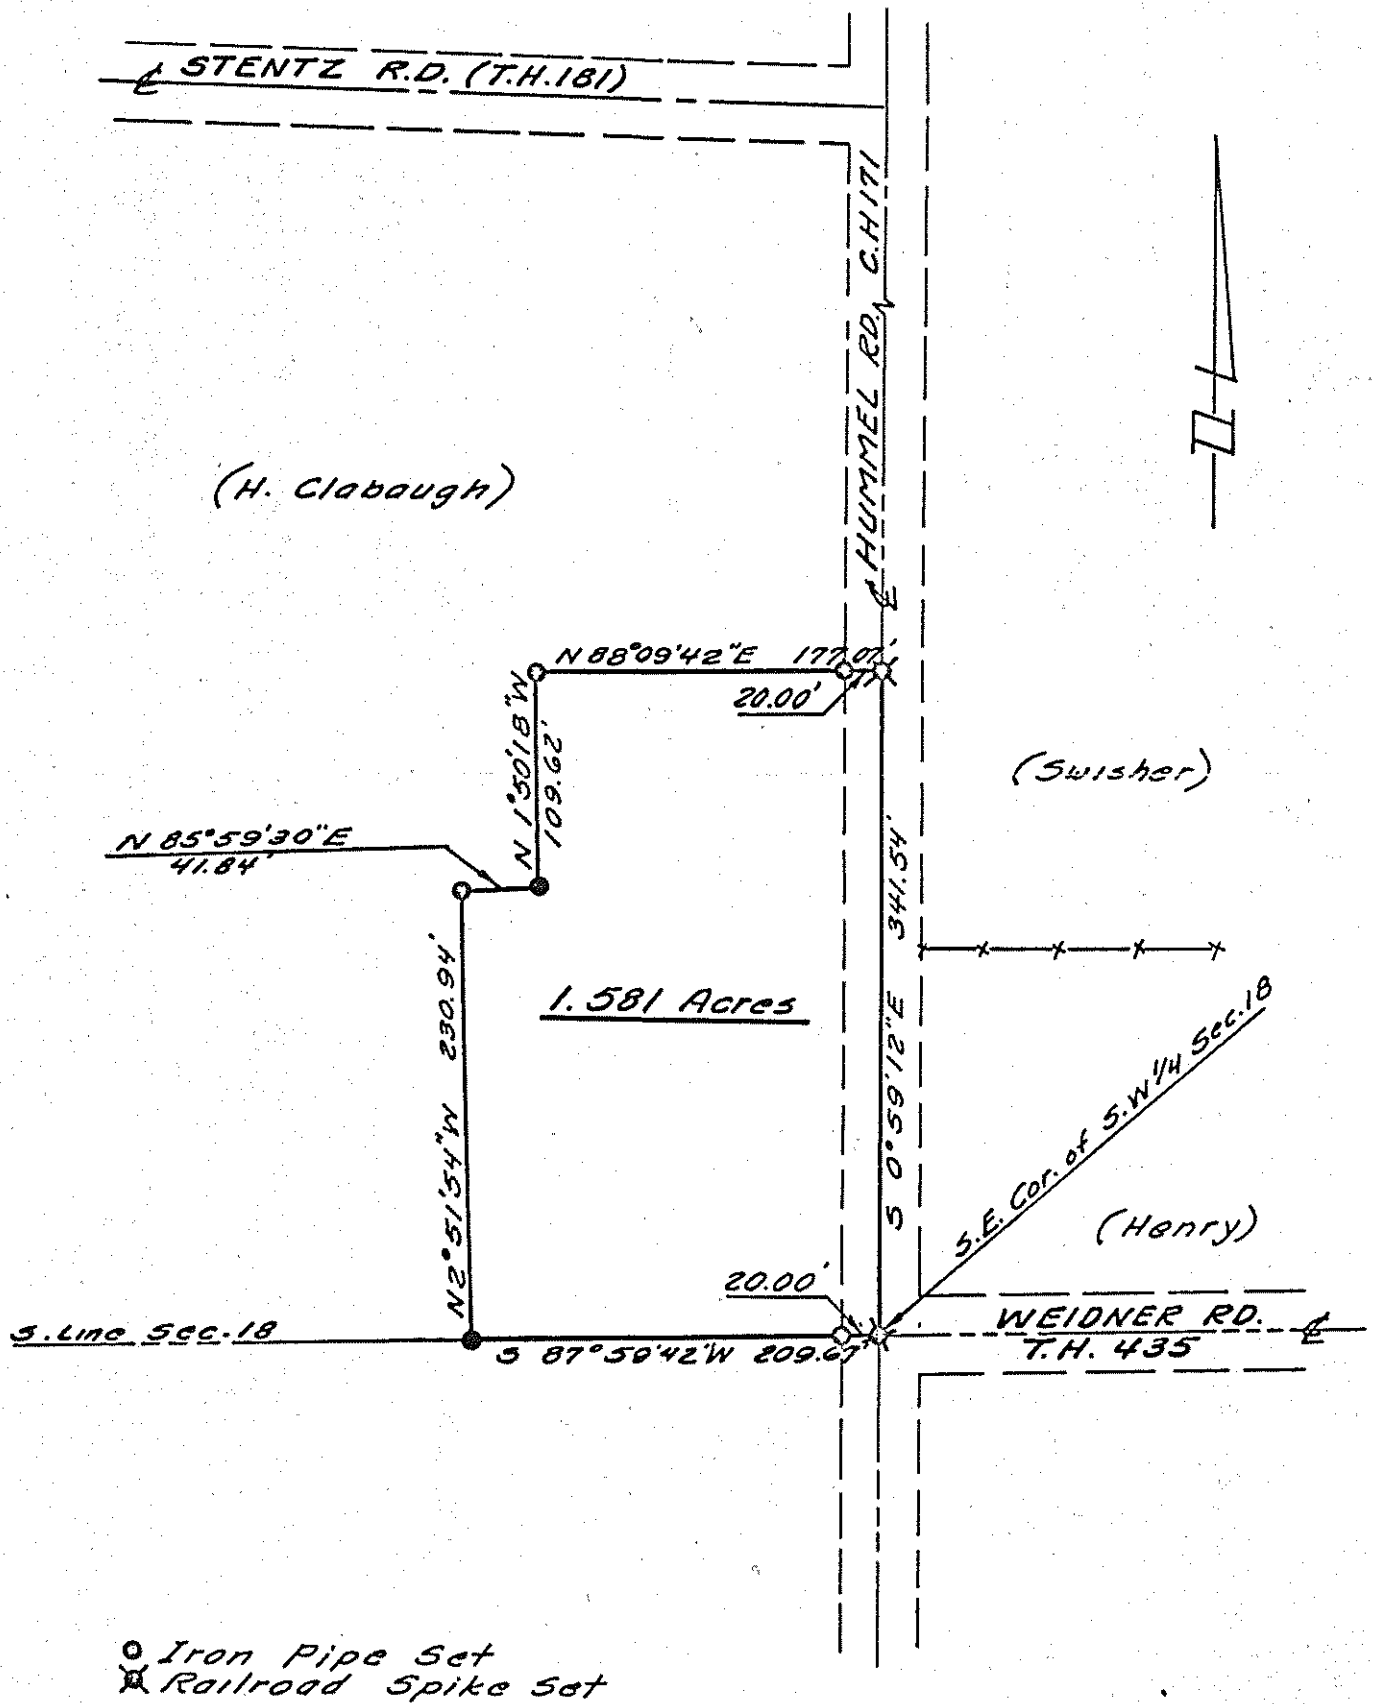 ℄ STENTZ R.D. (T.H.181)
℄ HUMMEL RD. C.H 171
(H. Clabaugh)
N 88°09'42"E 177.07'
20.00'
N 1°50'18"W
109.62'
(Swisher)
N 85°59'30"E
41.84'
341.54'
S 0°59'12"E
230.94'
N2°51'54"W
1.581 Acres
S.E. Cor. of S.W 1/4 Sec.18
(Henry)
20.00'
WEIDNER RD. ℄
T.H. 435
S. Line Sec. 18
S 87°59'42"W 209.67'
Iron Pipe Set
Railroad Spike Set